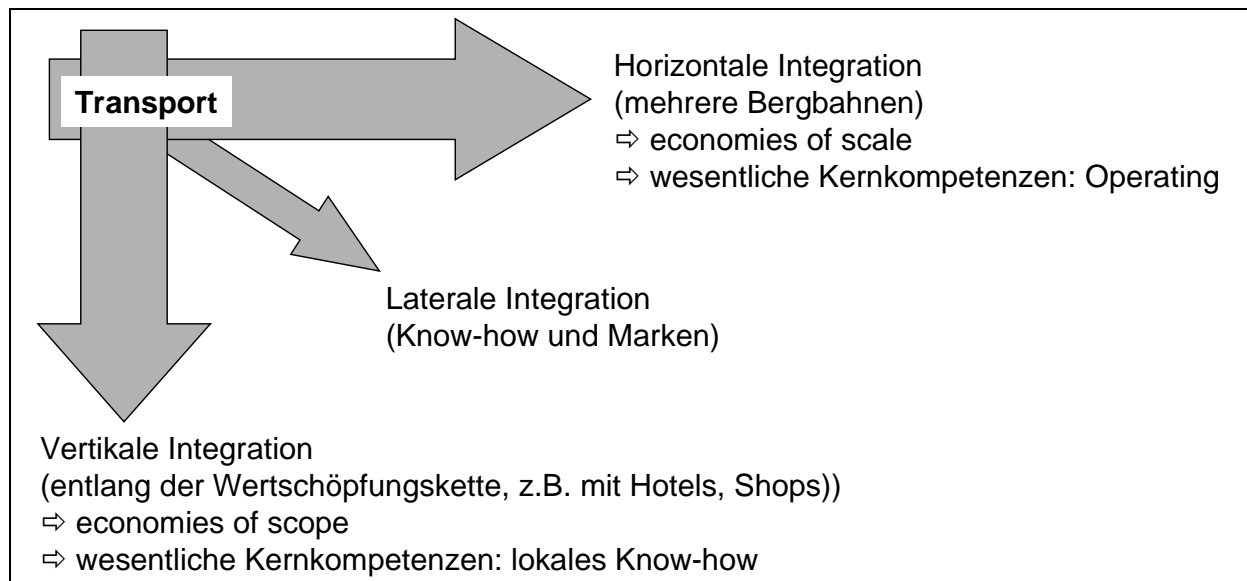 Transport
Horizontale Integration
(mehrere Bergbahnen)
⇨ economies of scale
⇨ wesentliche Kernkompetenzen: Operating
Laterale Integration
(Know-how und Marken)
Vertikale Integration
(entlang der Wertschöpfungskette, z.B. mit Hotels, Shops))
⇨ economies of scope
⇨ wesentliche Kernkompetenzen: lokales Know-how